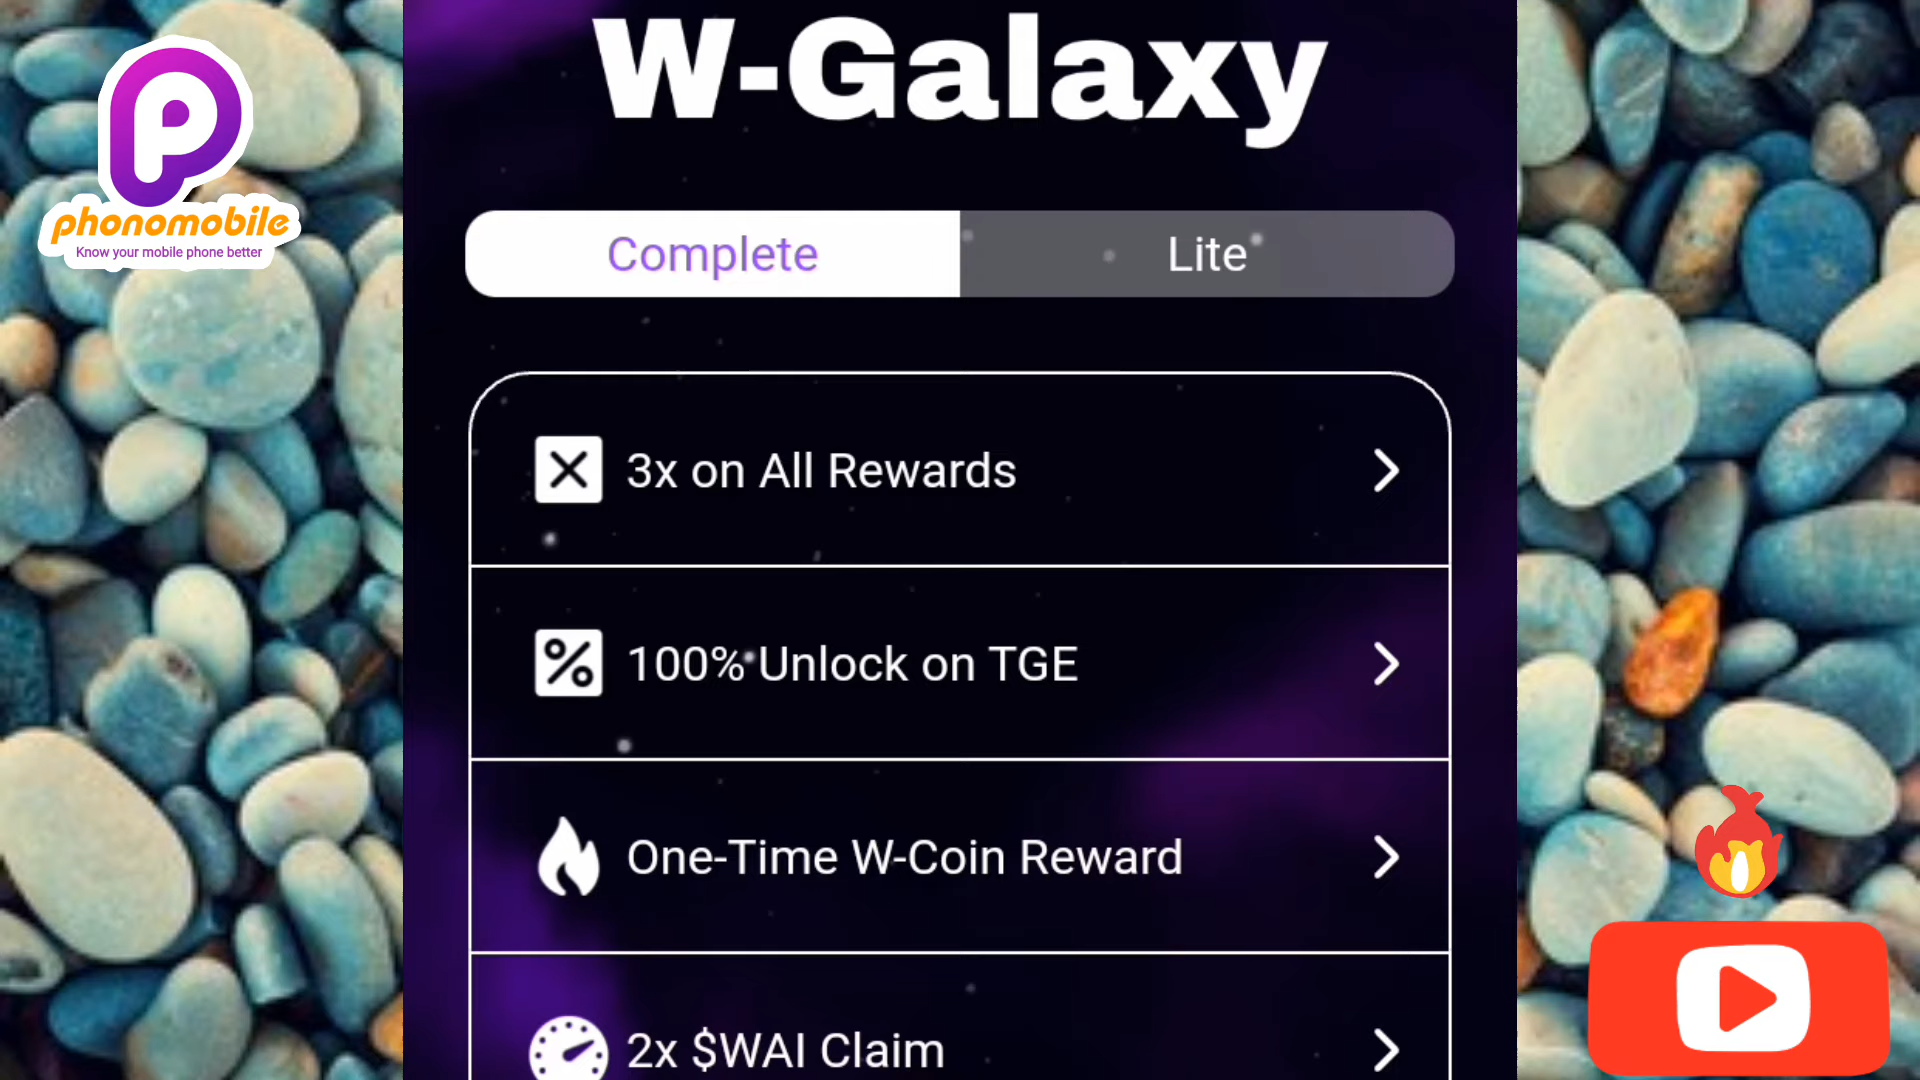 W-Galaxy
phonomobile
Know your mobile phone better
Complete
Lite
3x on All Rewards
100% Unlock on TGE
One-Time W-Coin Reward
2x $WAI Claim